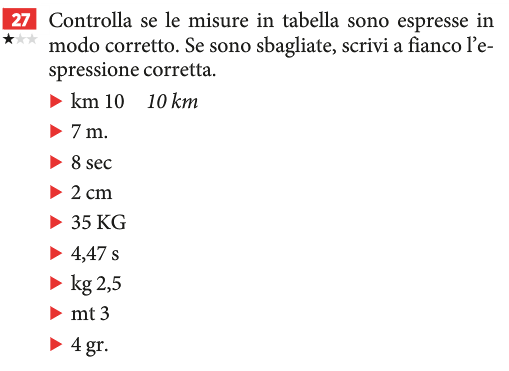 27 Controlla se le misure in tabella sono espresse in
modo corretto. Se sono sbagliate, scrivi a fianco l'e-
spressione corretta.
km 10 10 km
7 m.
8 sec
2 cm
35 KG
4,47 s
kg 2,5
mt 3
4 gr.